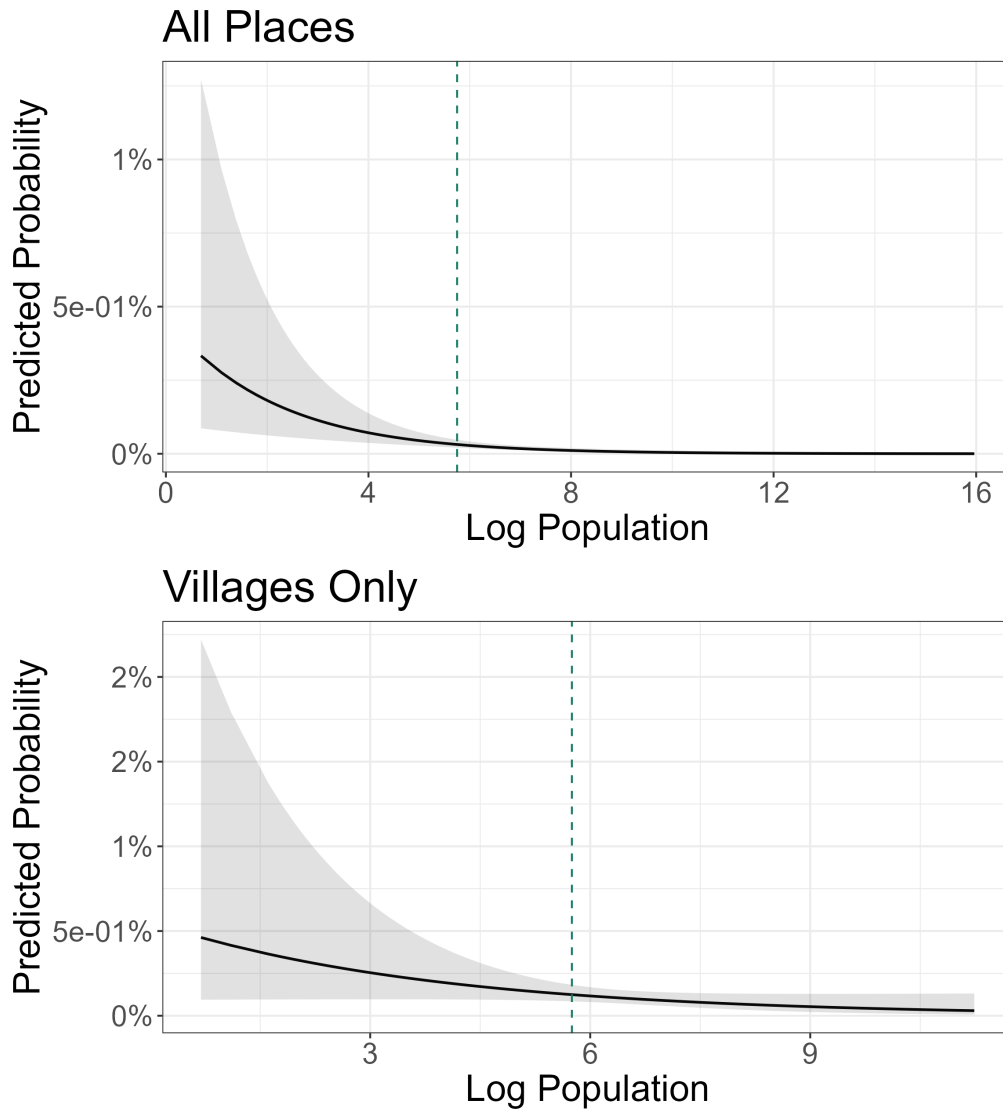 All Places
Predicted Probability
1%
5e-01%
0%
0 4 8 12 16
Log Population
Villages Only
Predicted Probability
2%
2%
1%
5e-01%
0%
3 6 9
Log Population